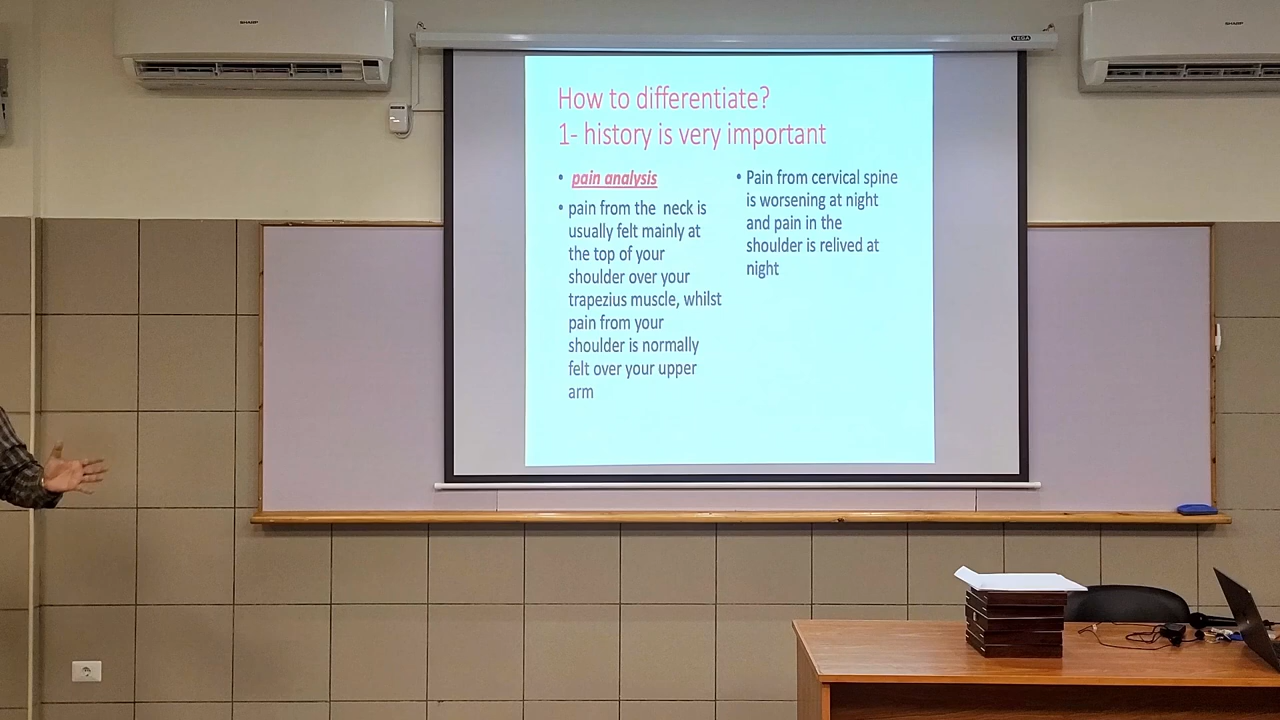 SHARP
VEGA
SHARP
How to differentiate?
1- history is very important
• pain analysis
• pain from the neck is
usually felt mainly at
the top of your
shoulder over your
trapezius muscle, whilst
pain from your
shoulder is normally
felt over your upper
arm
• Pain from cervical spine
is worsening at night
and pain in the
shoulder is relived at
night